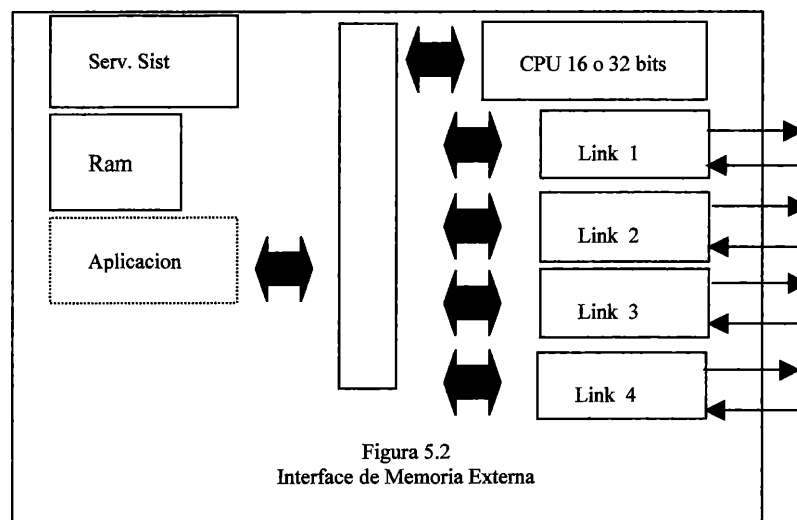 Serv. Sist
CPU 16 o 32 bits
Ram
Link 1
Aplicacion
Link 2
Link 3
Link 4
Figura 5.2
Interface de Memoria Externa